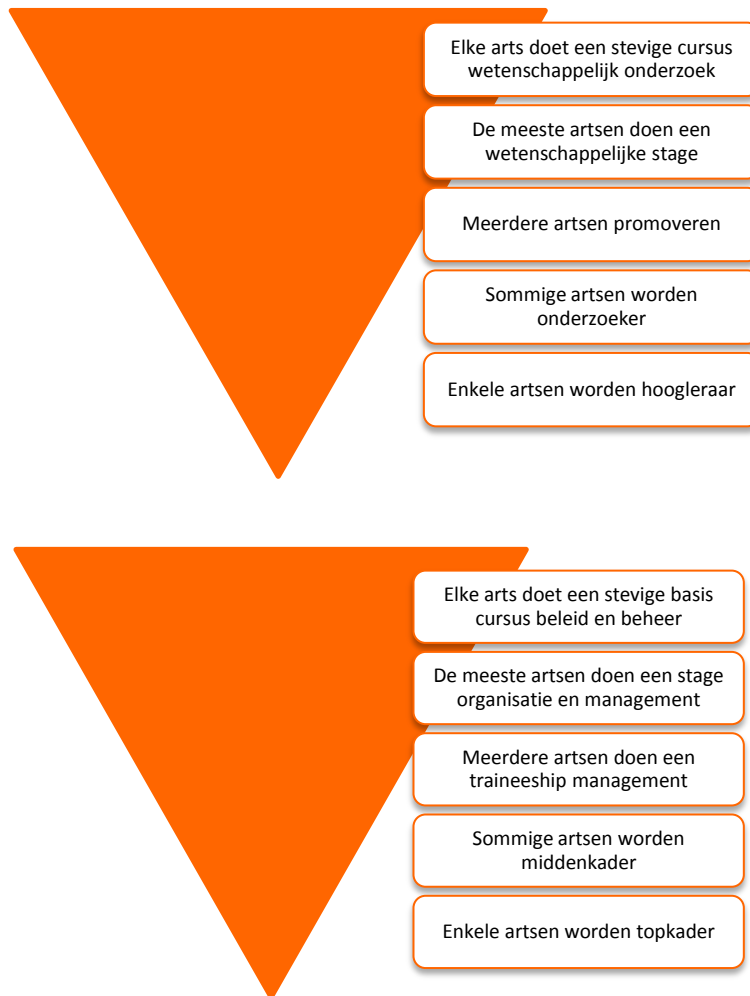 Elke arts doet een stevige cursus
wetenschappelijk onderzoek
De meeste artsen doen een
wetenschappelijke stage
Meerdere artsen promoveren
Sommige artsen worden
onderzoeker
Enkele artsen worden hoogleraar
Elke arts doet een stevige basis
cursus beleid en beheer
De meeste artsen doen een stage
organisatie en management
Meerdere artsen doen een
traineeship management
Sommige artsen worden
middenkader
Enkele artsen worden topkader